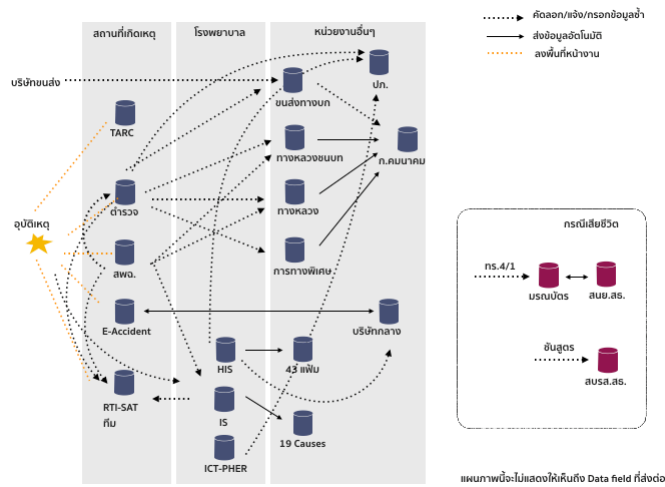 คัดลอก/แจ้ง/กรอกข้อมูลซ้ำ
ส่งข้อมูลอัตโนมัติ
ลงพื้นที่หน้างาน
สถานที่เกิดเหตุ
โรงพยาบาล
หน่วยงานอื่นๆ
บริษัทขนส่ง
ขนส่งทางบก
ปภ.
TARC
ทางหลวงชนบท
ก.คมนาคม
อุบัติเหตุ
ตำรวจ
ทางหลวง
สพฉ.
การทางพิเศษ
E-Accident
บริษัทกลาง
HIS
43 แฟ้ม
RTI-SAT
ทีม
IS
19 Causes
ICT-PHER
กรณีเสียชีวิต
ทร.4/1
มรณบัตร
สนย.สธ.
ชันสูตร
สบรส.สธ.
แผนภาพนี้จะไม่แสดงให้เห็นถึง Data field ที่ส่งต่อ